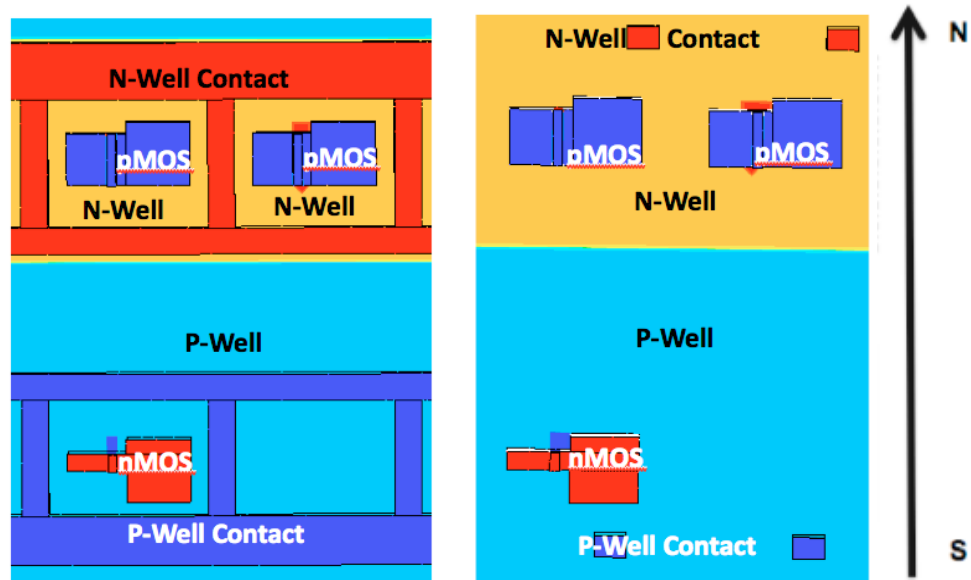 N-Well Contact
pMOS
pMOS
N-Well
N-Well
P-Well
nMOS
P-Well Contact
N-Well Contact
pMOS
pMOS
N-Well
P-Well
nMOS
P-Well Contact
N
S